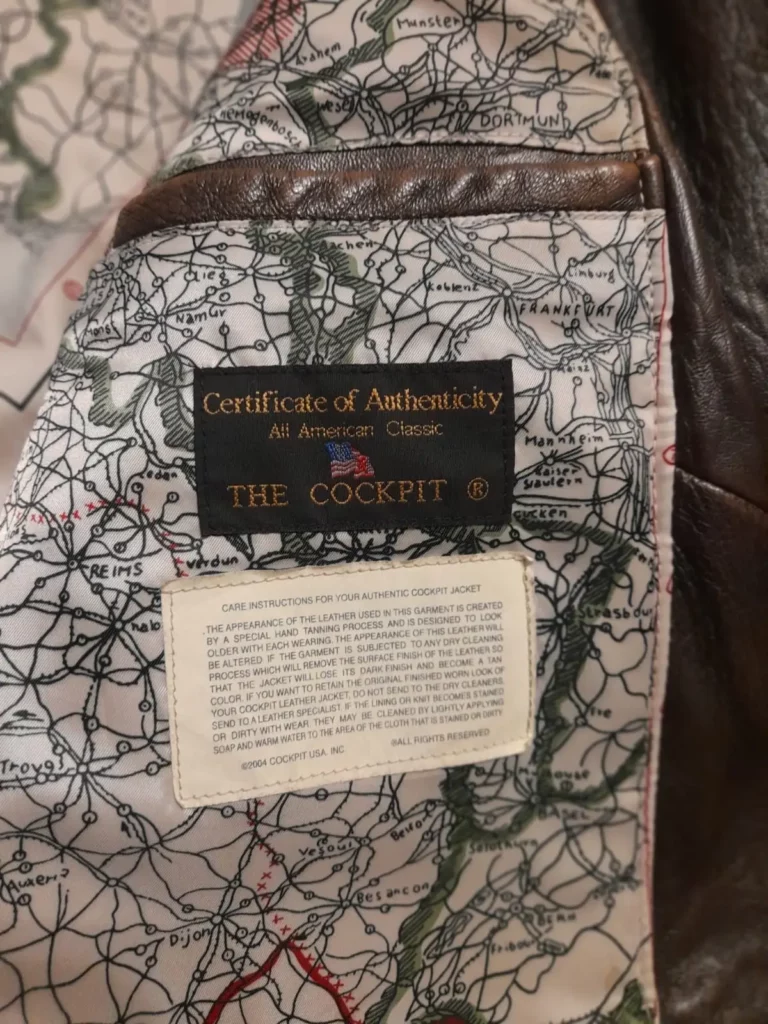 Munster
DORTMUN
achen
Lieg
Limburg
Koblenz
Namur
FRANKFURT
Certificate of Authenticity
All American Classic
THE COCKPIT ®
Mannheim
Kaiser
slautern
Sedan
REIMS
Verdun
Strasbou
CARE INSTRUCTIONS FOR YOUR AUTHENTIC COCKPIT JACKET
THE APPEARANCE OF THE LEATHER USED IN THIS GARMENT IS CREATED
BY A SPECIAL HAND TANNING PROCESS AND IS DESIGNED TO LOOK
OLDER WITH EACH WEARING. THE APPEARANCE OF THIS LEATHER WILL
BE ALTERED IF THE GARMENT IS SUBJECTED TO ANY DRY CLEANING
PROCESS WHICH WILL REMOVE THE SURFACE FINISH OF THE LEATHER SO
THAT THE JACKET WILL LOSE ITS DARK FINISH AND BECOME A TAN
COLOR. IF YOU WANT TO RETAIN THE ORIGINAL FINISHED WORN LOOK OF
YOUR COCKPIT LEATHER JACKET, DO NOT SEND TO THE DRY CLEANERS.
SEND TO A LEATHER SPECIALIST. IF THE LINING OR KNIT BECOMES STAINED
OR DIRTY WITH WEAR, THEY MAY BE CLEANED BY LIGHTLY APPLYING
SOAP AND WARM WATER TO THE AREA OF THE CLOTH THAT IS STAINED OR DIRTY
©2004 COCKPIT USA, INC. ®ALL RIGHTS RESERVED
BASEL
Solothurn
Vesoul
Besancon
BERN
Dijon